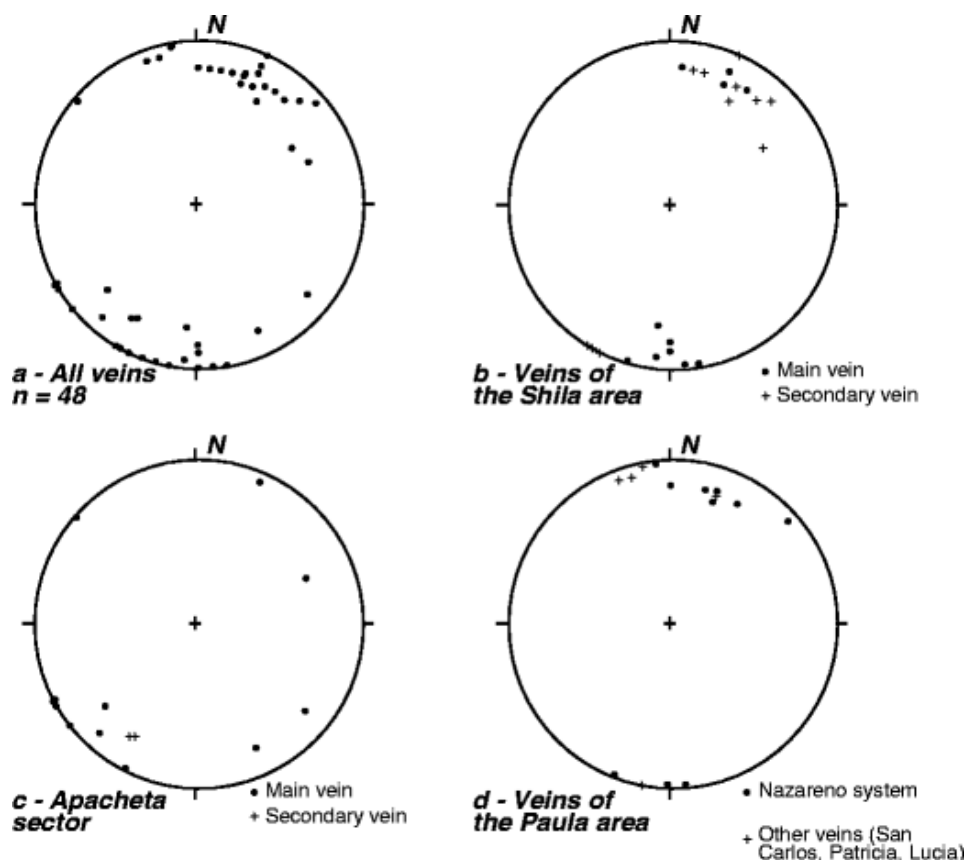 N
N
a - All veins
n = 48
b - Veins of
the Shila area
• Main vein
+ Secondary vein
N
N
c - Apacheta
sector
• Main vein
+ Secondary vein
d - Veins of
the Paula area
• Nazareno system
+ Other veins (San
Carlos, Patricia, Lucia)